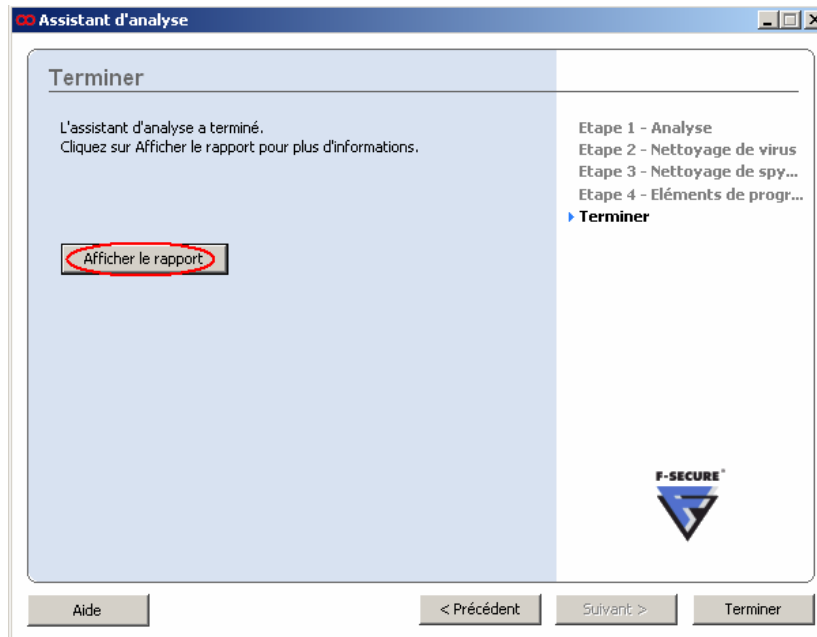 Assistant d'analyse
Terminer
L'assistant d'analyse a terminé.
Cliquez sur Afficher le rapport pour plus d'informations.
Afficher le rapport
Etape 1 - Analyse
Etape 2 - Nettoyage de virus
Etape 3 - Nettoyage de spy...
Etape 4 - Eléments de progr...
Terminer
F-SECURE®
Aide
< Précédent
Suivant >
Terminer